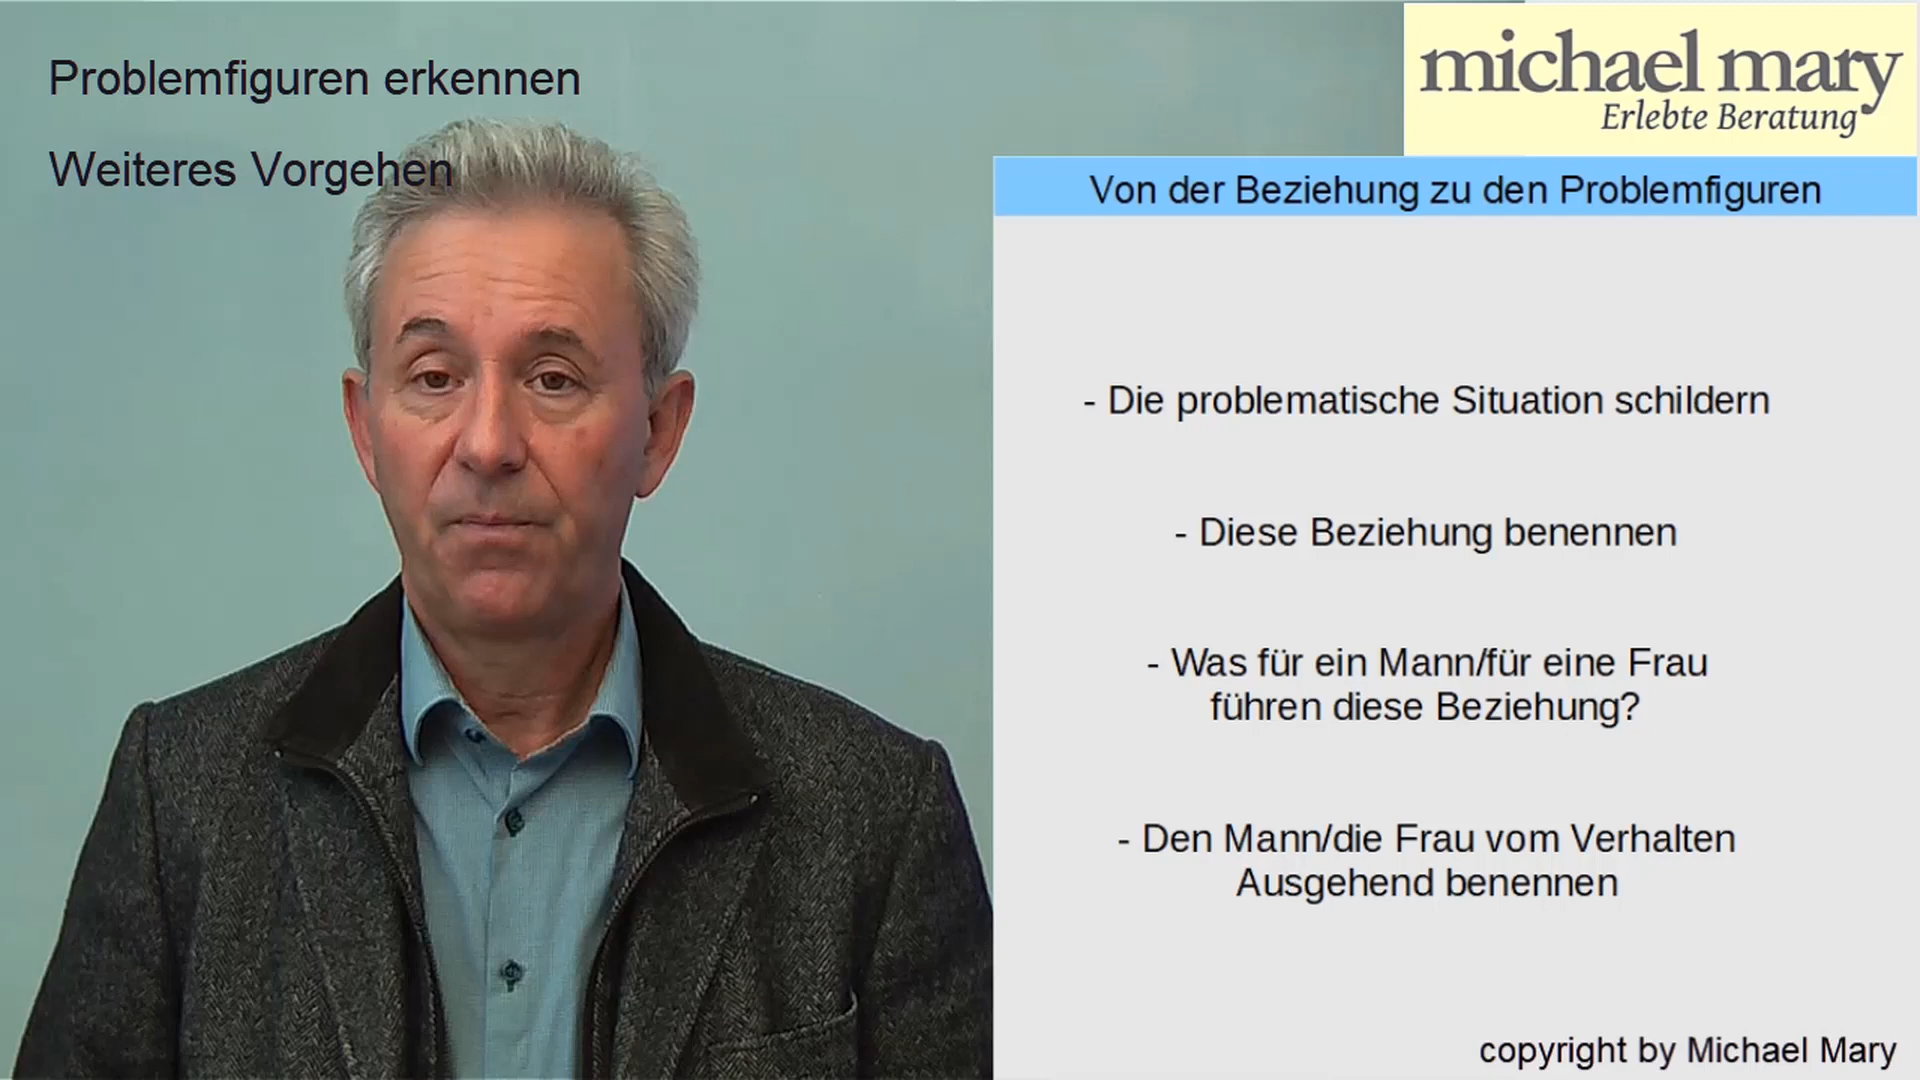 Problemfiguren erkennen
Weiteres Vorgehen
michael mary
Erlebte Beratung
Von der Beziehung zu den Problemfiguren
- Die problematische Situation schildern
- Diese Beziehung benennen
- Was für ein Mann/für eine Frau
führen diese Beziehung?
- Den Mann/die Frau vom Verhalten
Ausgehend benennen
copyright by Michael Mary